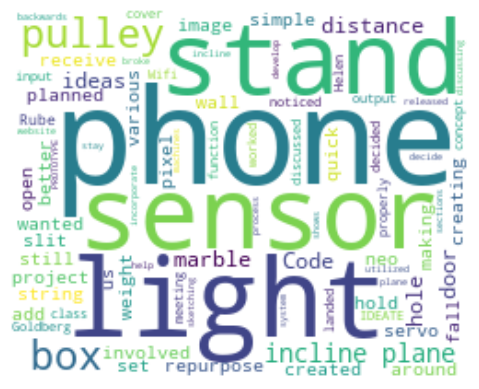 backwards cover image simple distance
pulley stand
receive incline develop broke Helen discussing
input Wifi
ideas
planned various wall noticed output released
Rube phone concept
website
open better PROTOTYPE stay pixel function worked discussed quick decided decide
machines
incorporate
wanted sensor
slit process shows properly sections
still making creating
project us marble Code neo utilized
string weight help light hole door
add class meeting sketching system landed plane hold IDEATE fall
Goldberg servo
box involved incline plane
set repurpose created around